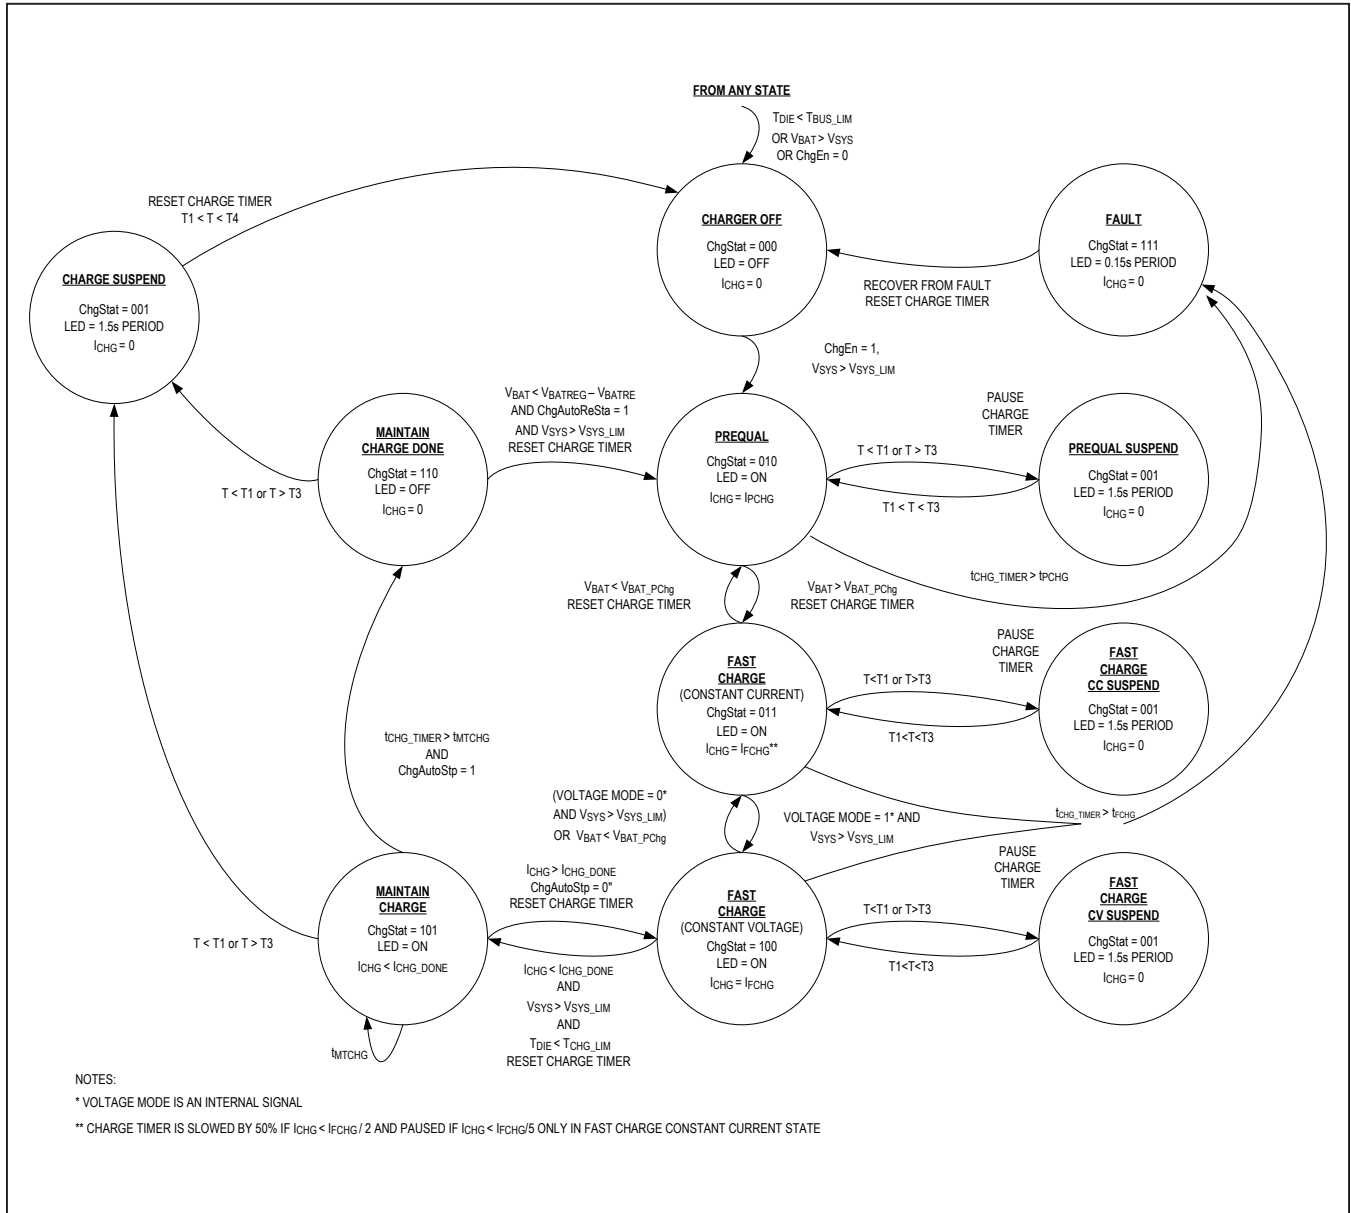 FROM ANY STATE
TDIE < TBUS_LIM
OR VBAT > VSYS
OR ChgEn = 0
RESET CHARGE TIMER
T1 < T < T4
CHARGE SUSPEND
ChgStat = 001
LED = 1.5s PERIOD
ICHG = 0
CHARGER OFF
ChgStat = 000
LED = OFF
ICHG = 0
FAULT
ChgStat = 111
LED = 0.15s PERIOD
ICHG = 0
RECOVER FROM FAULT
RESET CHARGE TIMER
ChgEn = 1,
VSYS > VSYS_LIM
VBAT < VBATREG – VBATRE
AND ChgAutoReSta = 1
AND VSYS > VSYS_LIM
RESET CHARGE TIMER
MAINTAIN
CHARGE DONE
ChgStat = 110
LED = OFF
ICHG = 0
T < T1 or T > T3
PREQUAL
ChgStat = 010
LED = ON
ICHG = IPCHG
T < T1 or T > T3
T1 < T < T3
PAUSE
CHARGE
TIMER
PREQUAL SUSPEND
ChgStat = 001
LED = 1.5s PERIOD
ICHG = 0
tCHG_TIMER > tPCHG
VBAT < VBAT_PChg
RESET CHARGE TIMER
VBAT > VBAT_PChg
RESET CHARGE TIMER
FAST
CHARGE
(CONSTANT CURRENT)
ChgStat = 011
LED = ON
ICHG = IFCHG**
T<T1 or T>T3
T1<T<T3
PAUSE
CHARGE
TIMER
FAST
CHARGE
CC SUSPEND
ChgStat = 001
LED = 1.5s PERIOD
ICHG = 0
tCHG_TIMER > tMTCHG
AND
ChgAutoStp = 1
(VOLTAGE MODE = 0*
AND VSYS > VSYS_LIM)
OR VBAT < VBAT_PChg
VOLTAGE MODE = 1* AND
VSYS > VSYS_LIM
tCHG_TIMER > tFCHG
MAINTAIN
CHARGE
ChgStat = 101
LED = ON
ICHG < ICHG_DONE
T < T1 or T > T3
tMTCHG
ICHG > ICHG_DONE
ChgAutoStp = 0"
RESET CHARGE TIMER
ICHG < ICHG_DONE
AND
VSYS > VSYS_LIM
AND
TDIE < TCHG_LIM
RESET CHARGE TIMER
FAST
CHARGE
(CONSTANT VOLTAGE)
ChgStat = 100
LED = ON
ICHG = IFCHG
T<T1 or T>T3
T1<T<T3
PAUSE
CHARGE
TIMER
FAST
CHARGE
CV SUSPEND
ChgStat = 001
LED = 1.5s PERIOD
ICHG = 0
NOTES:
* VOLTAGE MODE IS AN INTERNAL SIGNAL
** CHARGE TIMER IS SLOWED BY 50% IF ICHG < IFCHG / 2 AND PAUSED IF ICHG < IFCHG/5 ONLY IN FAST CHARGE CONSTANT CURRENT STATE